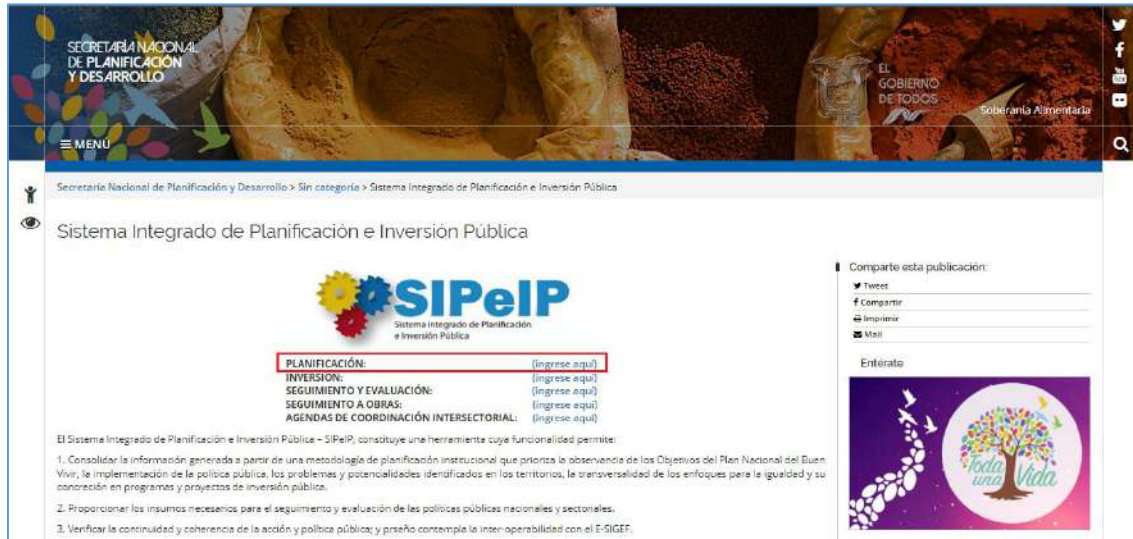 SECRETARÍA NACIONAL
DE PLANIFICACIÓN
Y DESARROLLO
EL
GOBIERNO
DE TODOS
Soberanía Alimentaria
MENÚ
Secretaría Nacional de Planificación y Desarrollo > Sin categoría > Sistema Integrado de Planificación e Inversión Pública
Sistema Integrado de Planificación e Inversión Pública
SIPeIP
Sistema Integrado de Planificación
e Inversión Pública
PLANIFICACIÓN: (ingrese aquí)
INVERSIÓN: (ingrese aquí)
SEGUIMIENTO Y EVALUACIÓN: (ingrese aquí)
SEGUIMIENTO A OBRAS: (ingrese aquí)
AGENDAS DE COORDINACIÓN INTERSECTORIAL: (ingrese aquí)
El Sistema Integrado de Planificación e Inversión Pública – SIPeIP, constituye una herramienta cuya funcionalidad permite:
1. Consolidar la información generada a partir de una metodología de planificación institucional que prioriza la observancia de los Objetivos del Plan Nacional del Buen
Vivir, la implementación de la política pública, los problemas y potencialidades identificados en los territorios, la transversalidad de los enfoques para la igualdad y su
concreción en programas y proyectos de inversión pública.
2. Proporcionar los insumos necesarios para el seguimiento y evaluación de las políticas públicas nacionales y sectoriales.
3. Verificar la continuidad y coherencia de la acción y política pública; y prseño contempla la inter-operabilidad con el E-SIGEF.
Comparte esta publicación:
Tweet
Compartir
Imprimir
Mail
Entérate
Toda
una Vida